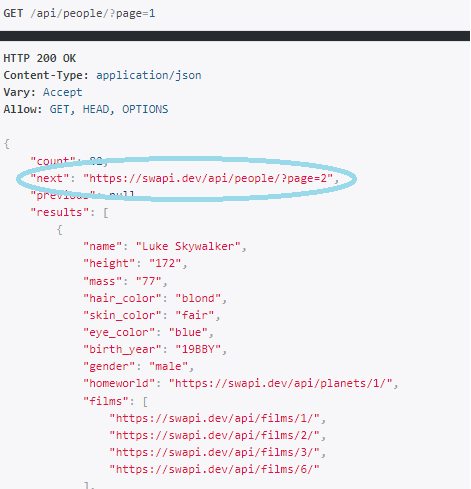 GET /api/people/?page=1
HTTP 200 OK
Content-Type: application/json
Vary: Accept
Allow: GET, HEAD, OPTIONS
{
"count": 82,
"next": "https://swapi.dev/api/people/?page=2",
"previous": null,
"results": [
{
"name": "Luke Skywalker",
"height": "172",
"mass": "77",
"hair_color": "blond",
"skin_color": "fair",
"eye_color": "blue",
"birth_year": "19BBY",
"gender": "male",
"homeworld": "https://swapi.dev/api/planets/1/",
"films": [
"https://swapi.dev/api/films/1/",
"https://swapi.dev/api/films/2/",
"https://swapi.dev/api/films/3/",
"https://swapi.dev/api/films/6/"
],